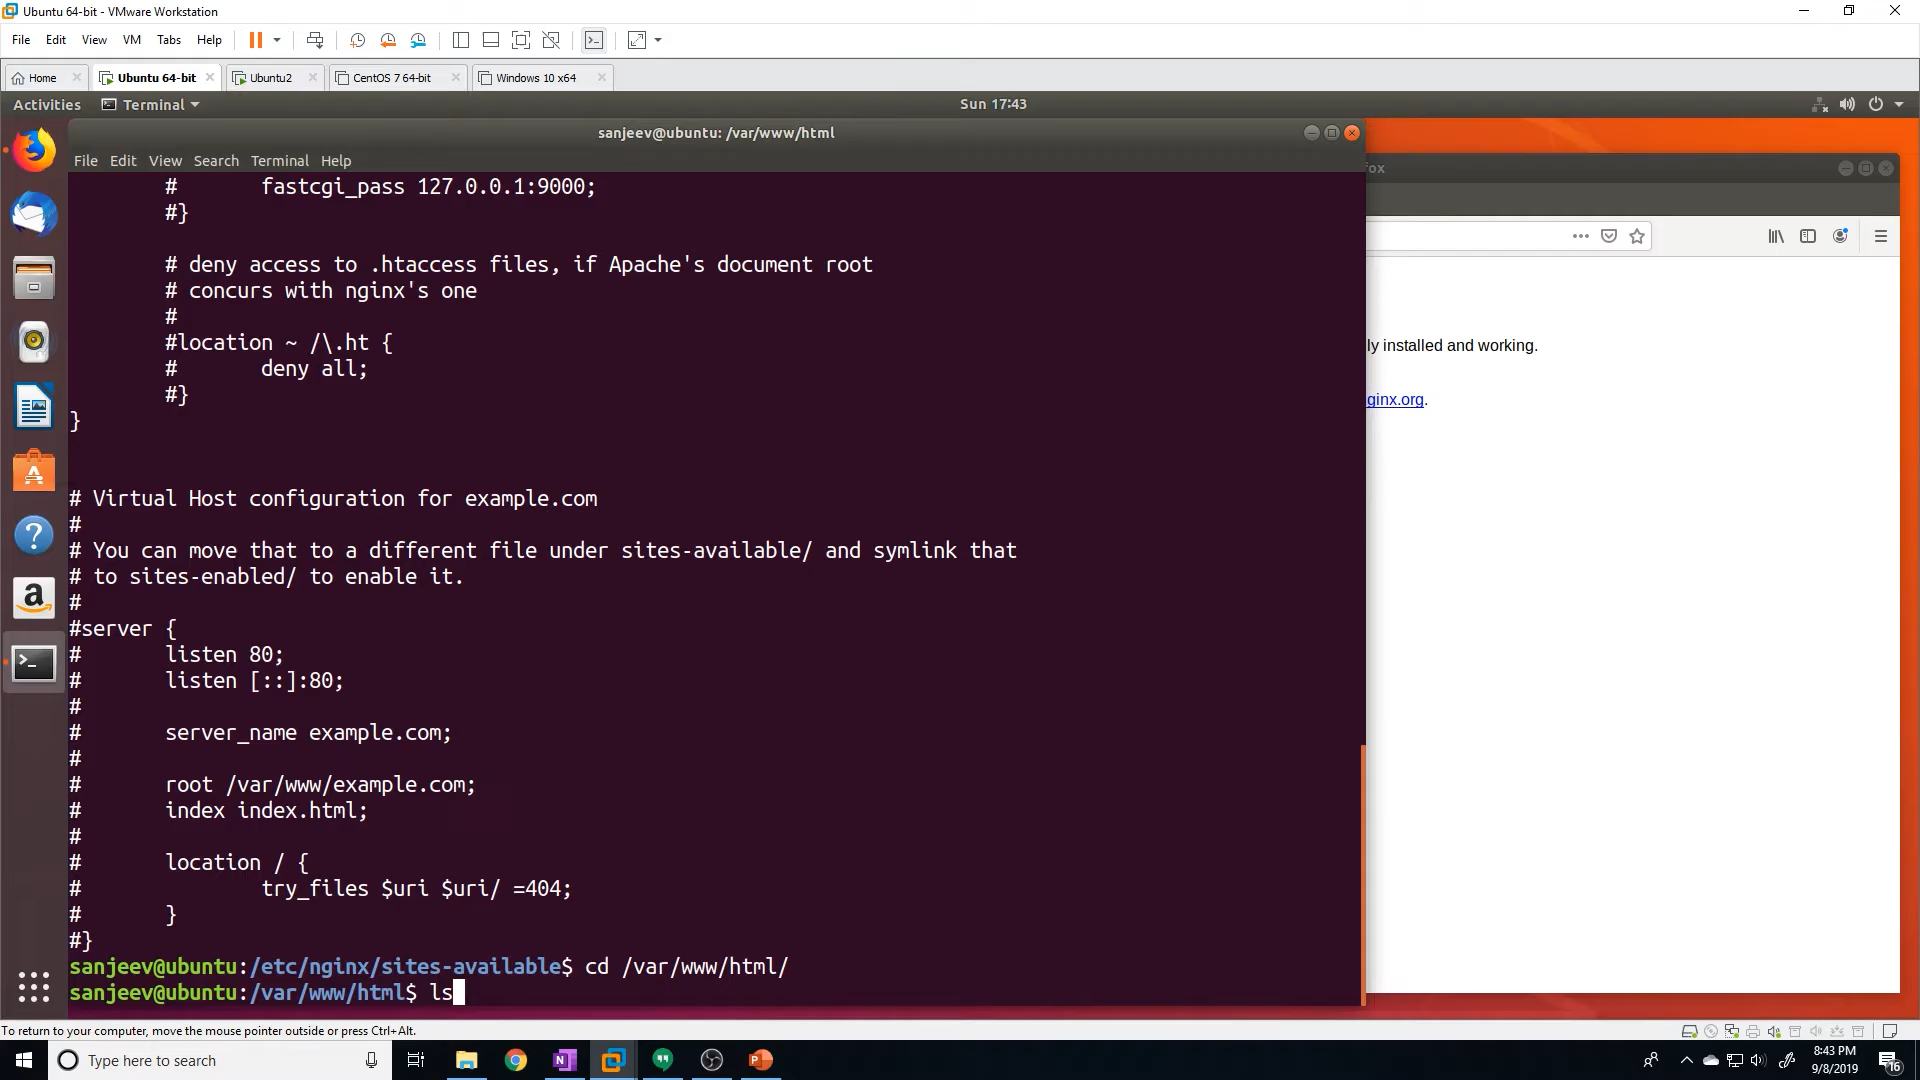 Ubuntu 64-bit - VMware Workstation
File Edit View VM Tabs Help
Home Ubuntu 64-bit Ubuntu2 CentOS 7 64-bit Windows 10 x64
Activities Terminal Sun 17:43
sanjeev@ubuntu: /var/www/html
File Edit View Search Terminal Help
fox
#       fastcgi_pass 127.0.0.1:9000;
#}
# deny access to .htaccess files, if Apache's document root
# concurs with nginx's one
#
#location ~ /\.ht {
#       deny all;
#}
}
# Virtual Host configuration for example.com
#
# You can move that to a different file under sites-available/ and symlink that
# to sites-enabled/ to enable it.
#
#server {
#       listen 80;
#       listen [::]:80;
#
#       server_name example.com;
#
#       root /var/www/example.com;
#       index index.html;
#
#       location / {
#               try_files $uri $uri/ =404;
#       }
#}
sanjeev@ubuntu:/etc/nginx/sites-available$ cd /var/www/html/
sanjeev@ubuntu:/var/www/html$ ls
ly installed and working.
ginx.org.
To return to your computer, move the mouse pointer outside or press Ctrl+Alt.
Type here to search
8:43 PM
9/8/2019
16